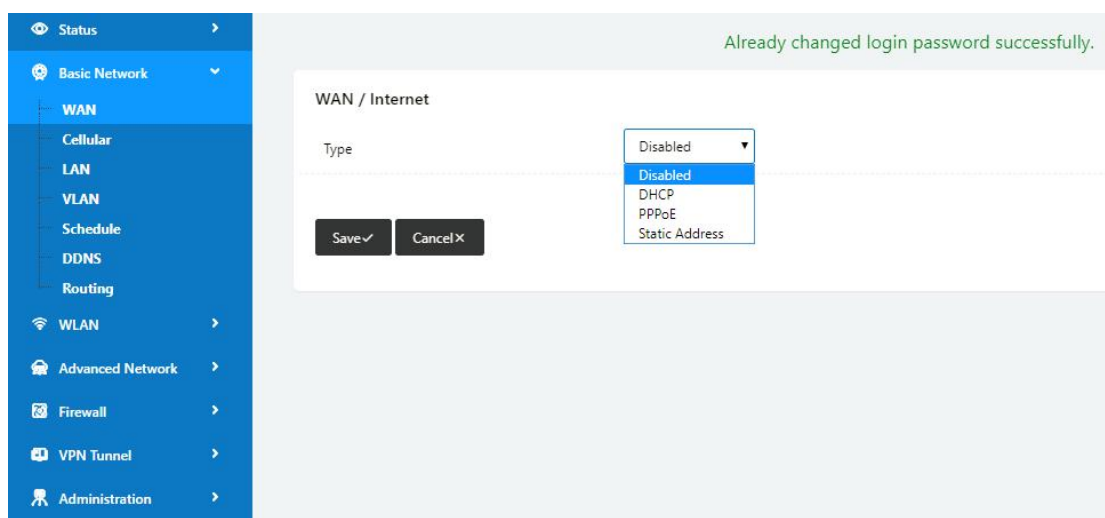 Status
Basic Network
WAN
Cellular
LAN
VLAN
Schedule
DDNS
Routing
WLAN
Advanced Network
Firewall
VPN Tunnel
Administration
Already changed login password successfully.
WAN / Internet
Type
Disabled
Disabled
DHCP
PPPoE
Static Address
Save Cancel